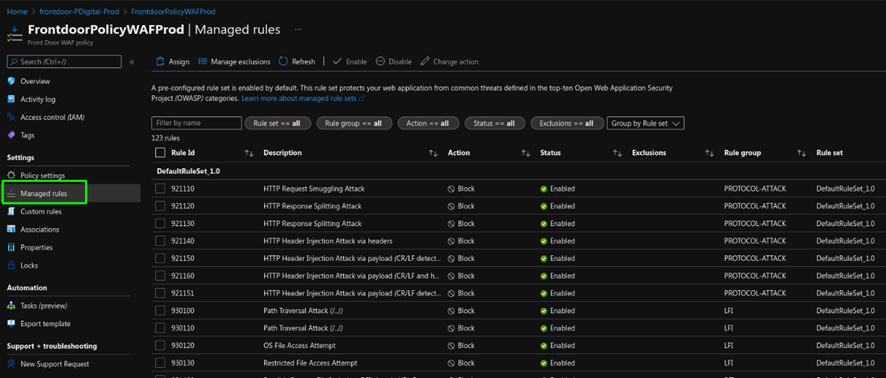 Home > frontdoor-PDigital-Prod > FrontdoorPolicyWAFProd
FrontdoorPolicyWAFProd | Managed rules ...
Front Door WAF policy
Search (Ctrl+/)
«
Overview
Activity log
Access control (IAM)
Tags
Settings
Policy settings
Managed rules
Custom rules
Associations
Properties
Locks
Automation
Tasks (preview)
Export template
Support + troubleshooting
New Support Request
Assign Manage exclusions Refresh Enable Disable Change action
A pre-configured rule set is enabled by default. This rule set protects your web application from common threats defined in the top-ten Open Web Application Security
Project (OWASP) categories. Learn more about managed rule sets
Filter by name Rule set == all Rule group == all Action == all Status == all Exclusions == all Group by Rule set
123 rules
Rule Id Description Action Status Exclusions Rule group Rule set
DefaultRuleSet_1.0
921110 HTTP Request Smuggling Attack Block Enabled PROTOCOL-ATTACK DefaultRuleSet_1.0
921120 HTTP Response Splitting Attack Block Enabled PROTOCOL-ATTACK DefaultRuleSet_1.0
921130 HTTP Response Splitting Attack Block Enabled PROTOCOL-ATTACK DefaultRuleSet_1.0
921140 HTTP Header Injection Attack via headers Block Enabled PROTOCOL-ATTACK DefaultRuleSet_1.0
921150 HTTP Header Injection Attack via payload (CR/LF detect... Block Enabled PROTOCOL-ATTACK DefaultRuleSet_1.0
921160 HTTP Header Injection Attack via payload (CR/LF and h... Block Enabled PROTOCOL-ATTACK DefaultRuleSet_1.0
921151 HTTP Header Injection Attack via payload (CR/LF detect... Block Enabled PROTOCOL-ATTACK DefaultRuleSet_1.0
930100 Path Traversal Attack (/../) Block Enabled LFI DefaultRuleSet_1.0
930110 Path Traversal Attack (/../) Block Enabled LFI DefaultRuleSet_1.0
930120 OS File Access Attempt Block Enabled LFI DefaultRuleSet_1.0
930130 Restricted File Access Attempt Block Enabled LFI DefaultRuleSet_1.0